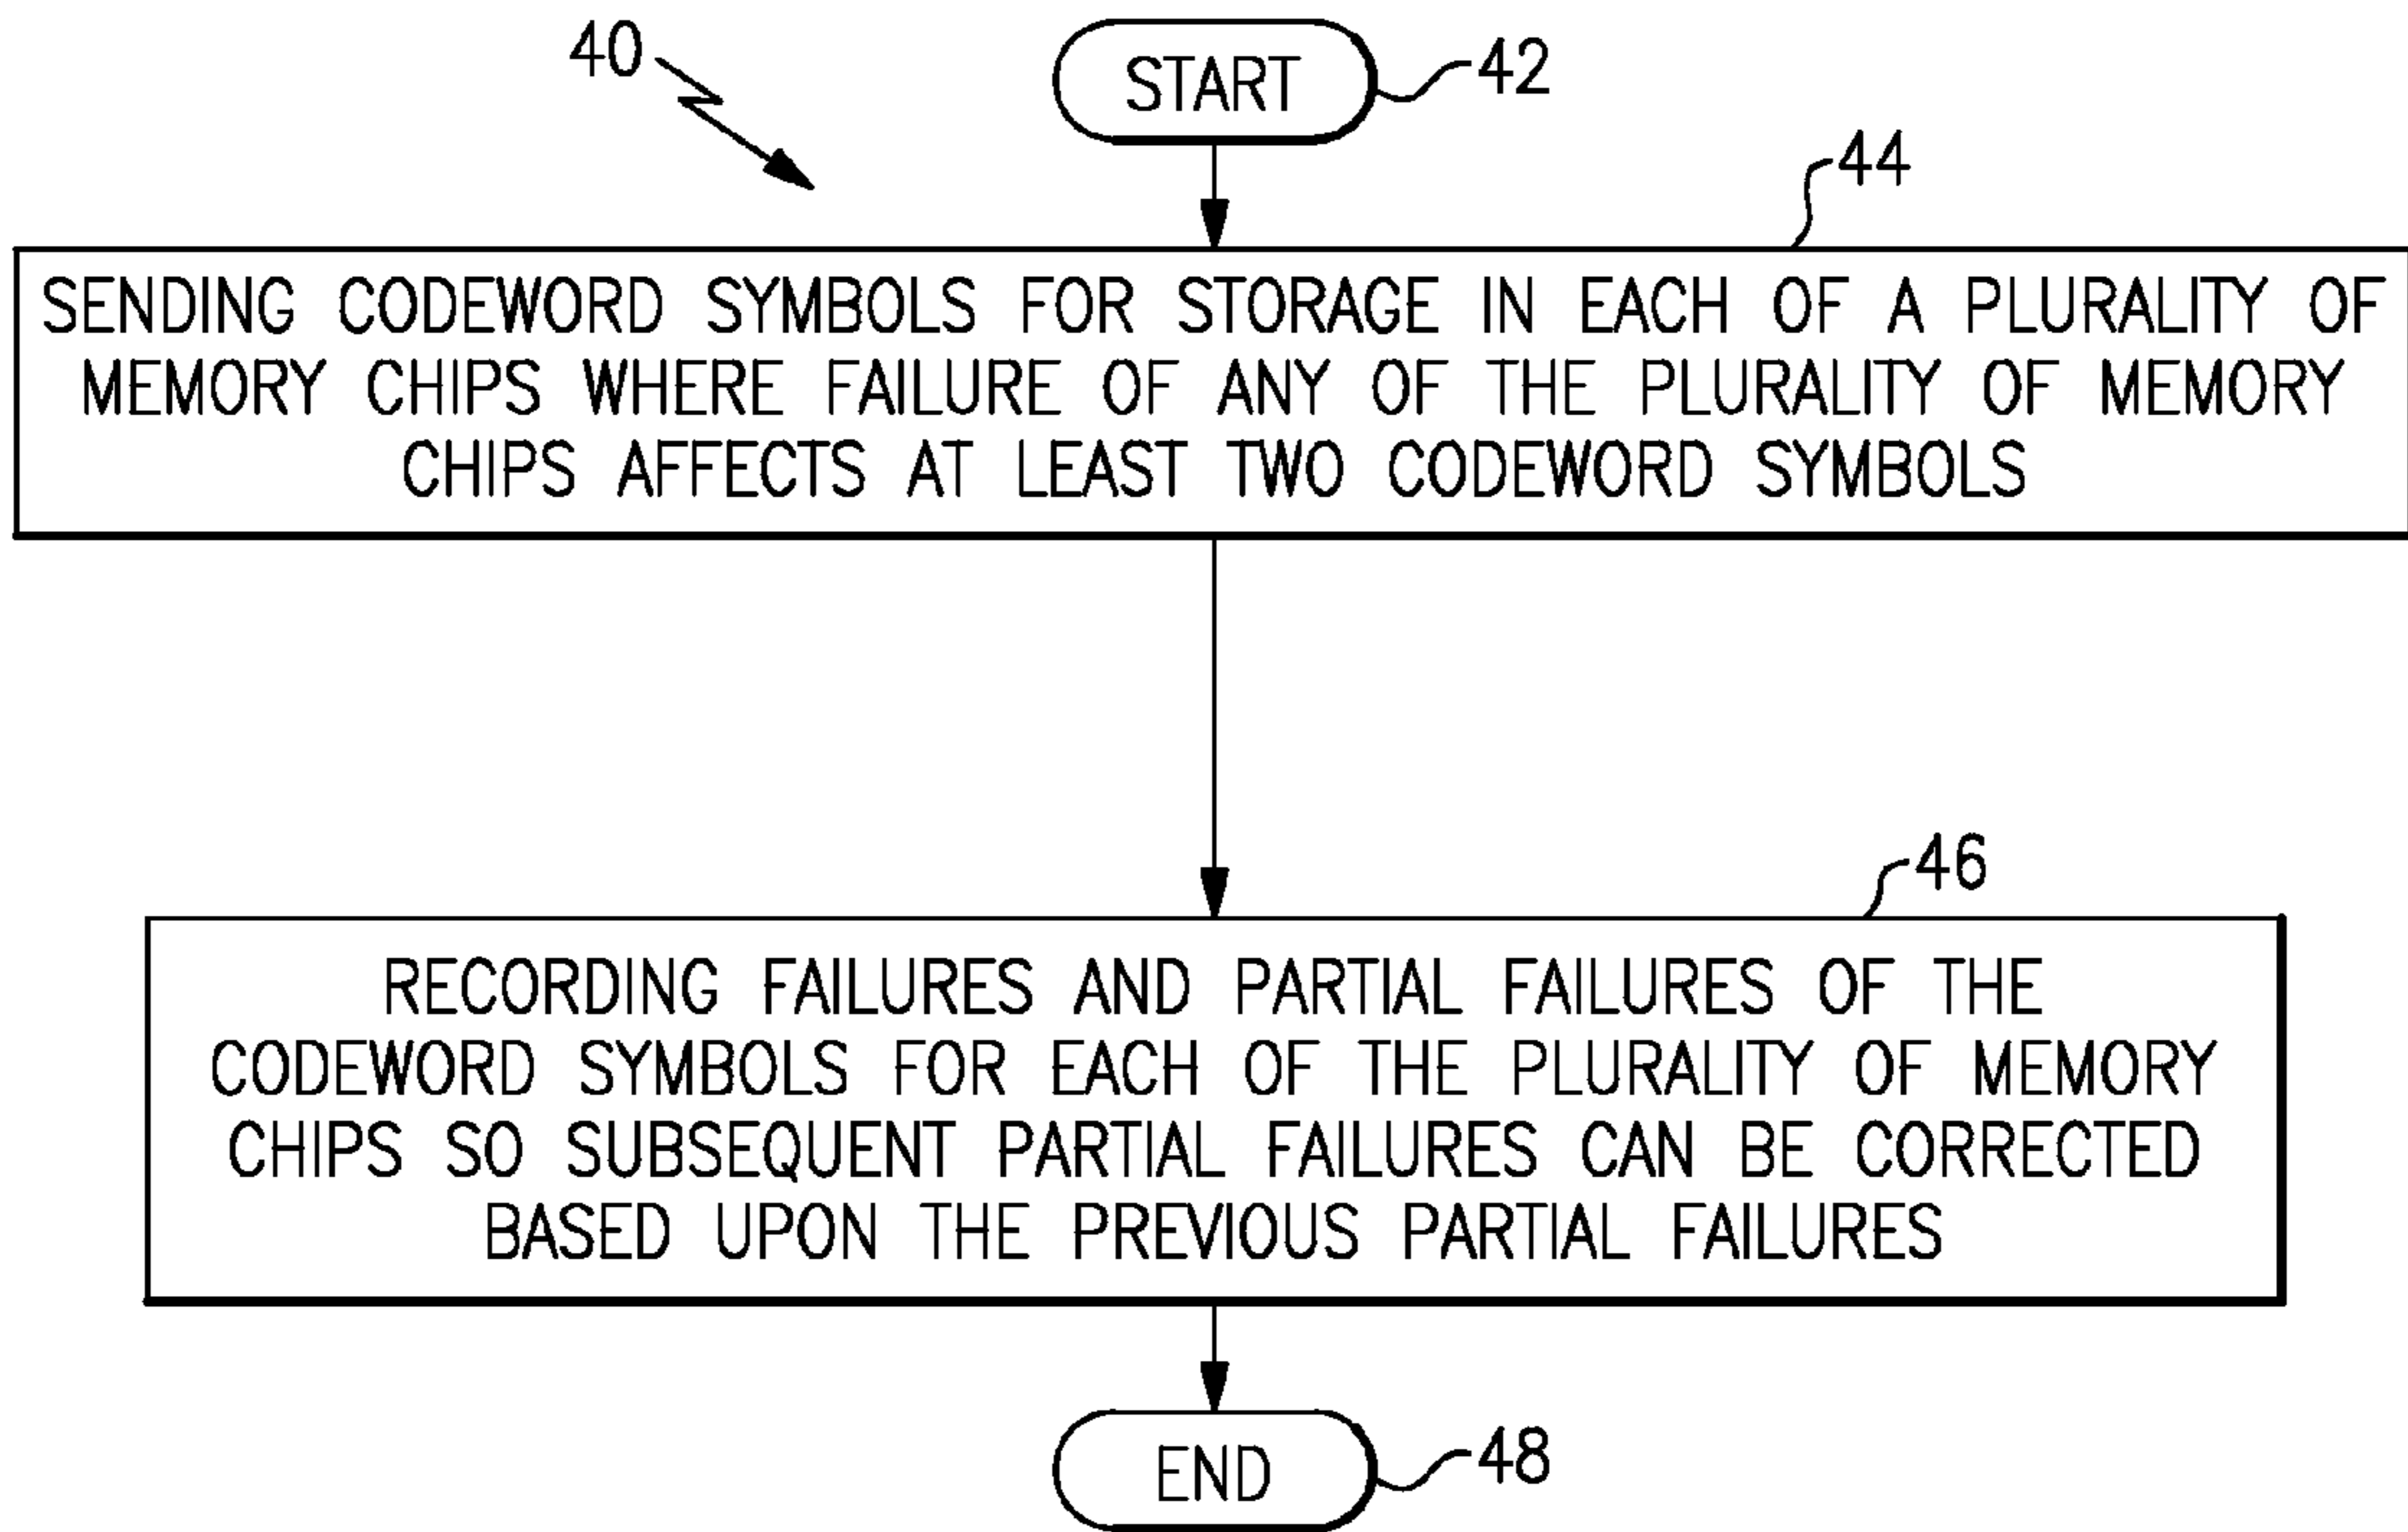 40
START
42
44
SENDING CODEWORD SYMBOLS FOR STORAGE IN EACH OF A PLURALITY OF
MEMORY CHIPS WHERE FAILURE OF ANY OF THE PLURALITY OF MEMORY
CHIPS AFFECTS AT LEAST TWO CODEWORD SYMBOLS
46
RECORDING FAILURES AND PARTIAL FAILURES OF THE
CODEWORD SYMBOLS FOR EACH OF THE PLURALITY OF MEMORY
CHIPS SO SUBSEQUENT PARTIAL FAILURES CAN BE CORRECTED
BASED UPON THE PREVIOUS PARTIAL FAILURES
END
48